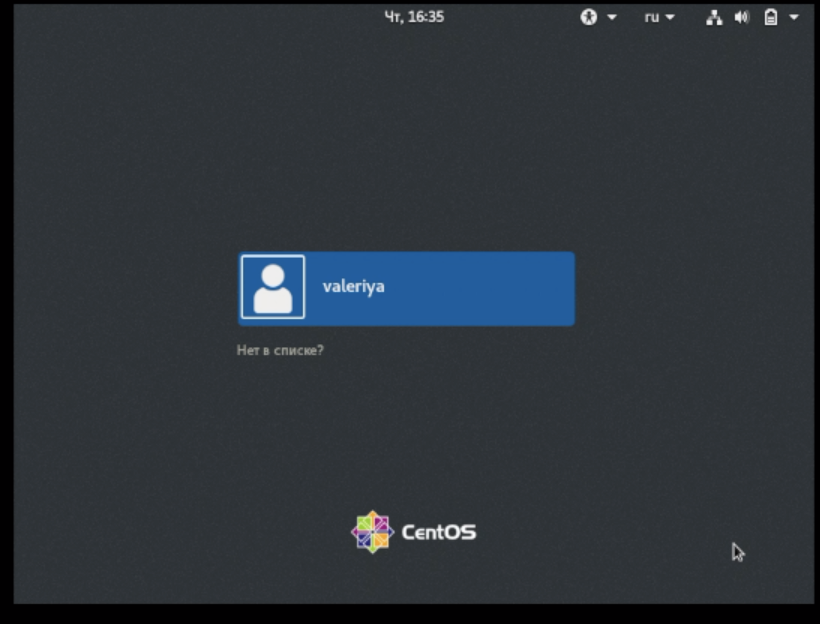 Чт, 16:35
ru
valeriya
Нет в списке?
CentOS